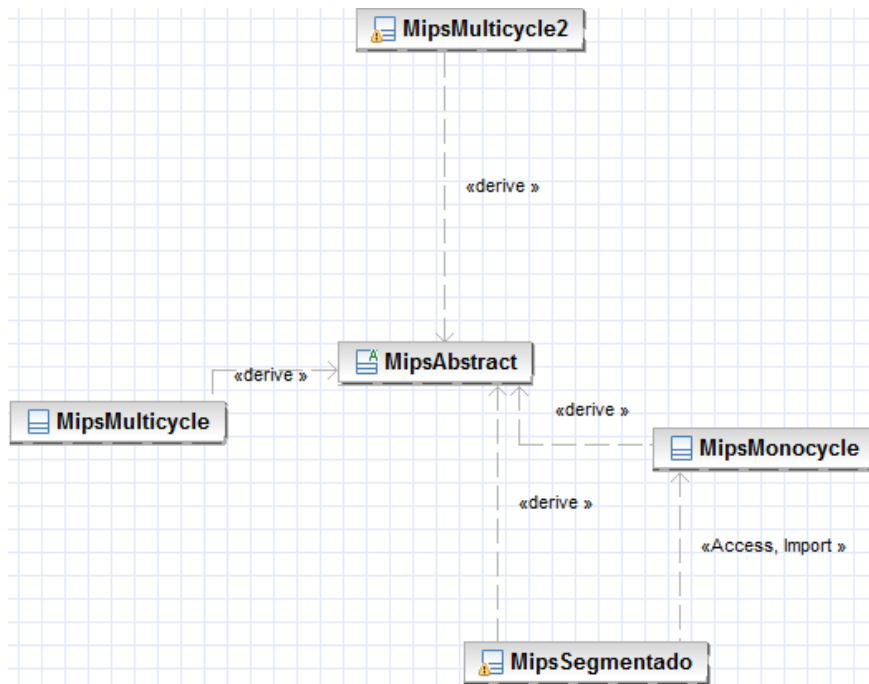 MipsMulticycle2
«derive »
MipsAbstract
«derive »
MipsMulticycle
«derive »
MipsMonocycle
«derive »
«Access, Import »
MipsSegmentado